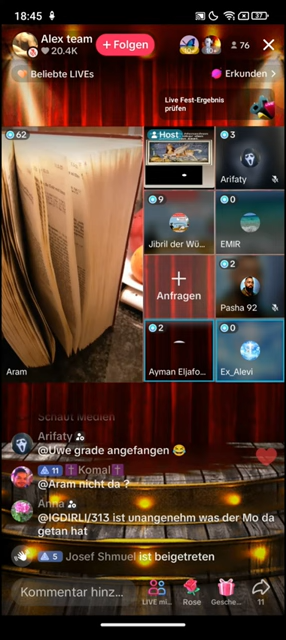 18:45
37
Alex team
20.4K
+ Folgen
10+
76
Beliebte LIVEs
Erkunden >
Live Fest-Ergebnis
prüfen
62
Host
3
Arifaty
9
0
Jibril der Wü...
EMIR
+
Anfragen
2
Pasha 92
2
0
Aram
Ayman Eljafo...
Ex_Alevi
Schaut Medien
Arifaty
@Uwe grade angefangen 😂
11 ✝️Komal✝️
@Aram nicht da ?
Anna
@IGDIRLI/313 ist unangenehm was der Mo da
getan hat
5 Josef Shmuel ist beigetreten
Kommentar hinz...
LIVE mi...
Rose
Gesche...
11